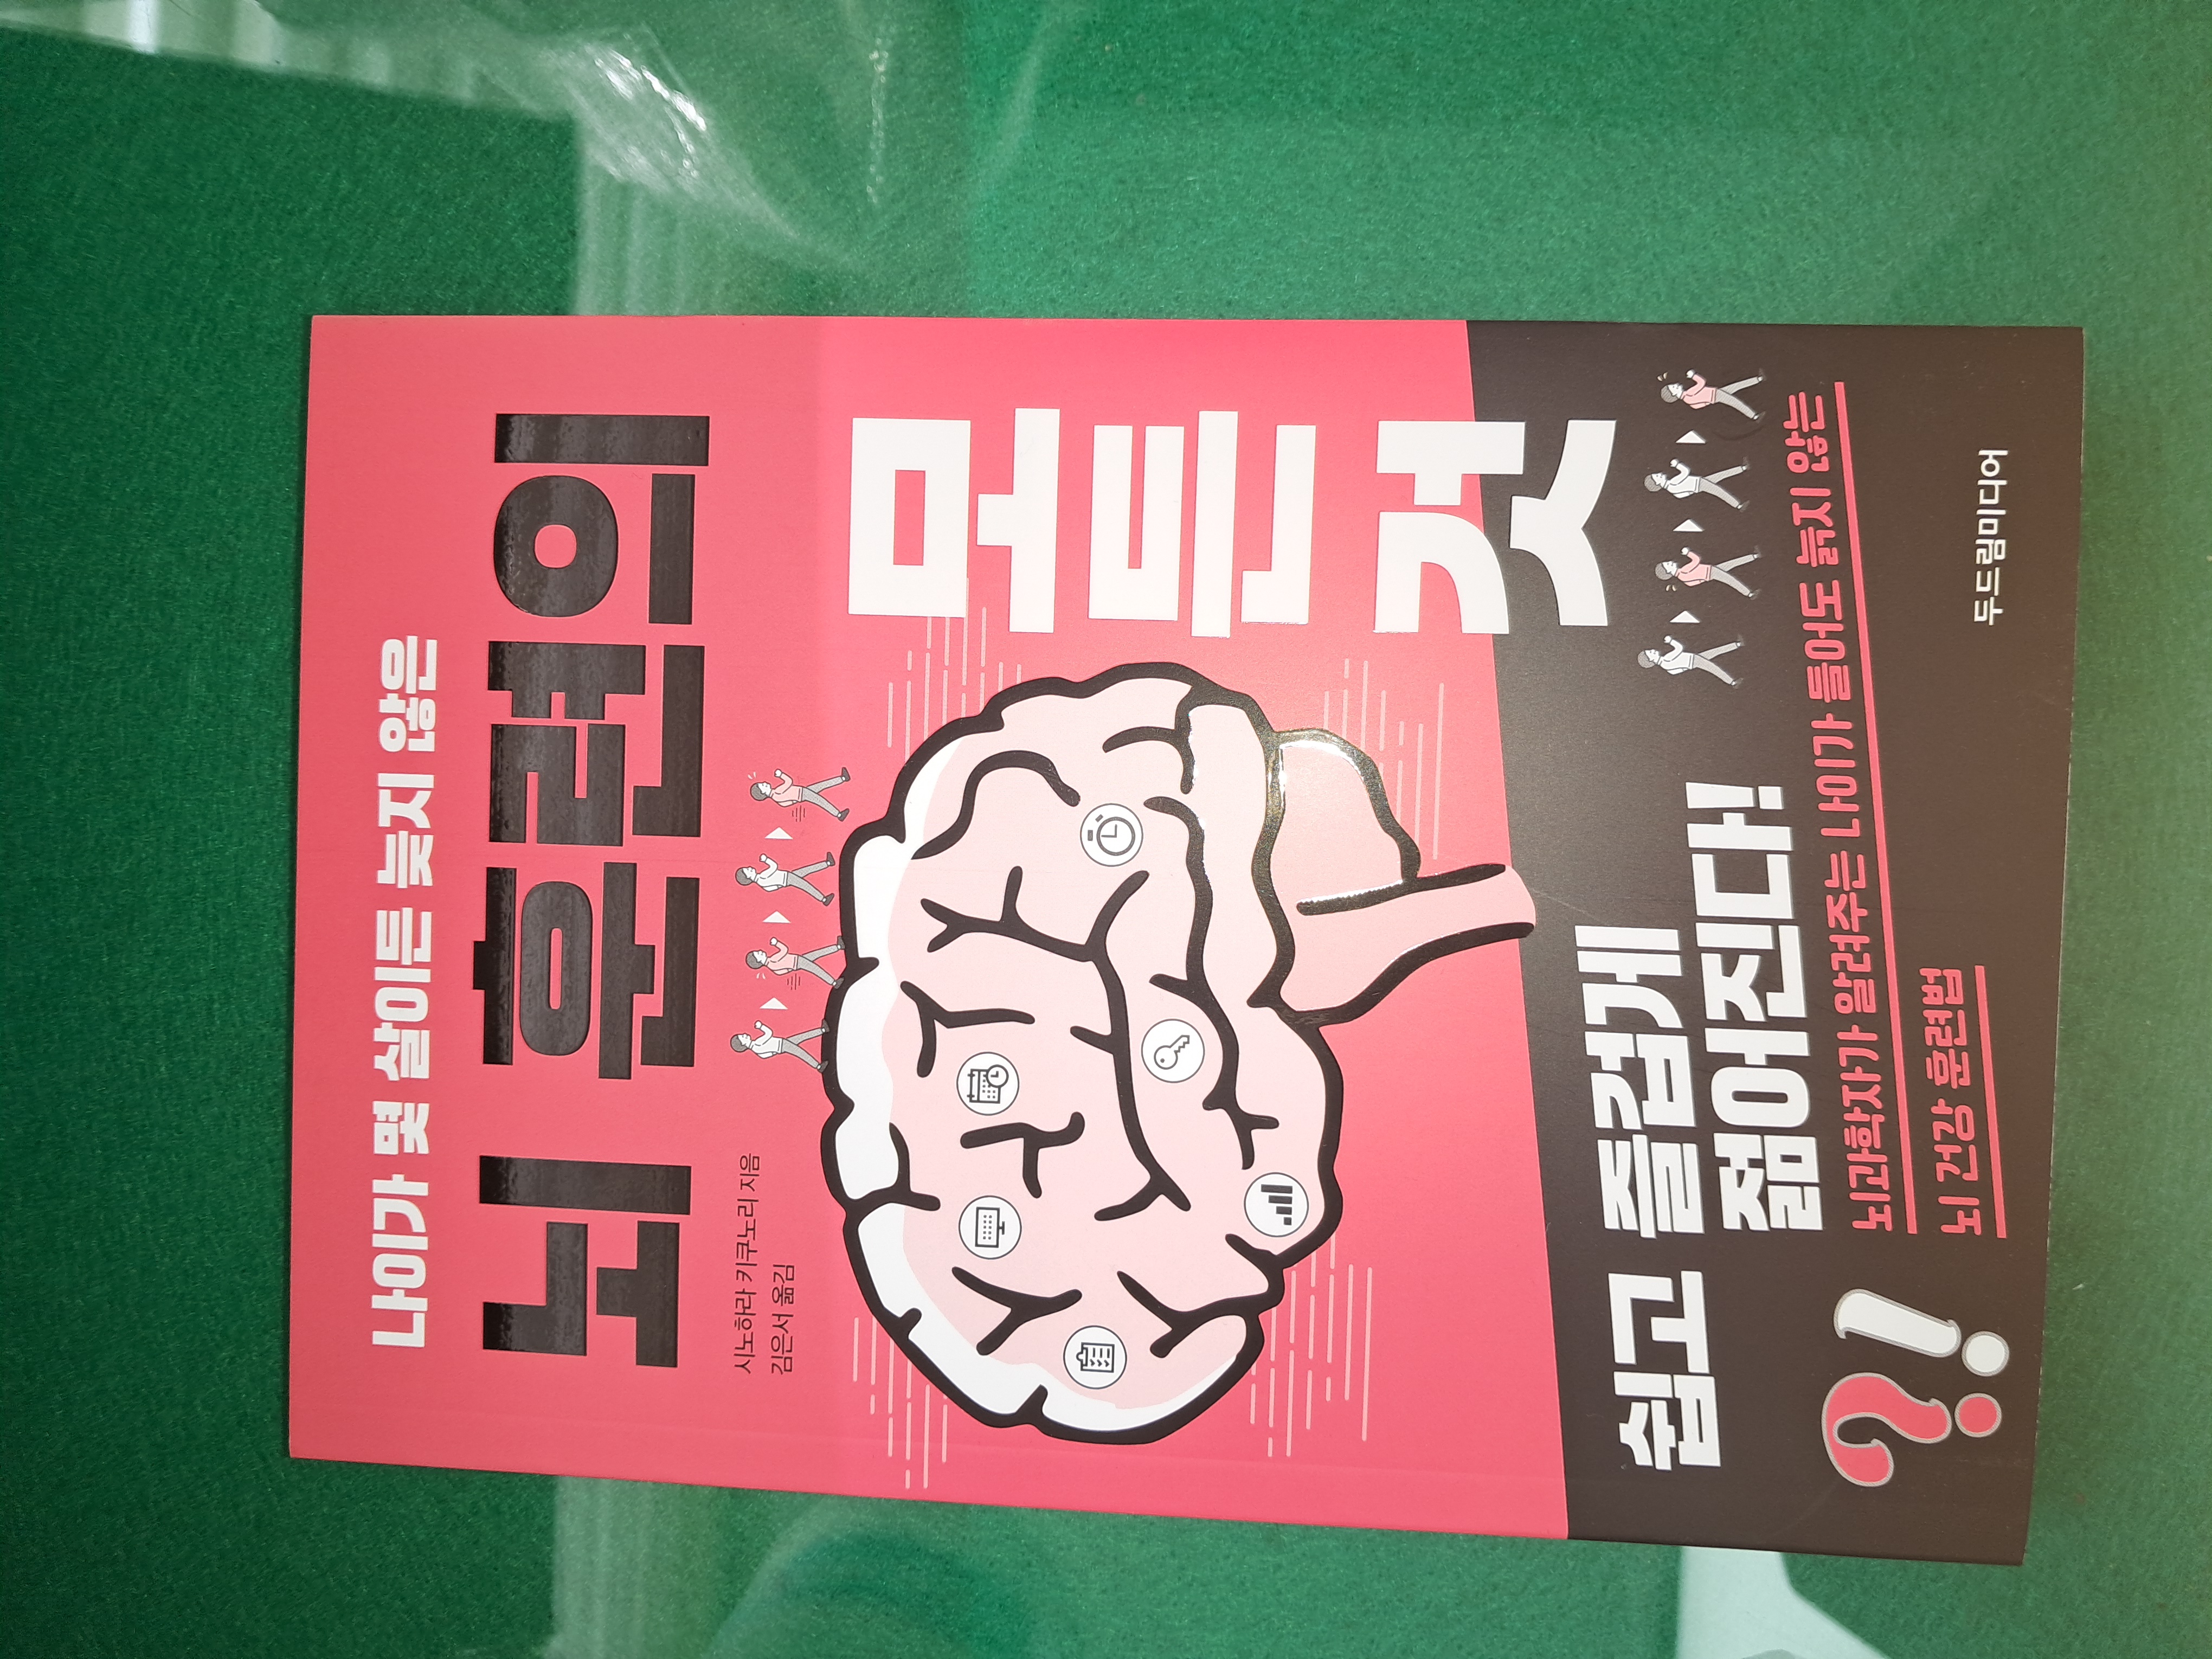 나이가 몇 살이든 늦지 않은
뇌 훈련의
시노하라 키쿠노리 지음
김은서 옮김
모든 것
쉽고 즐겁게
젊어진다!
뇌과학자가 알려주는 나이가 들어도 늙지 않는
뇌 건강 훈련법
?!
두드림미디어